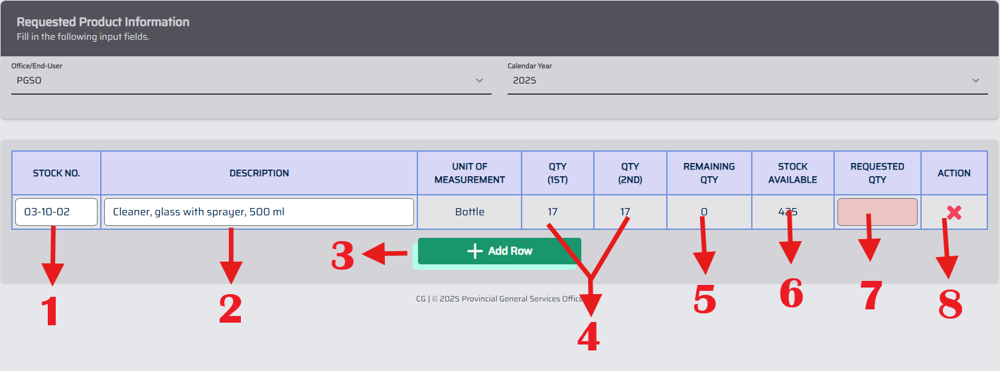 Requested Product Information
Fill in the following input fields.
Office/End-User
Calendar Year
PGSO
2025
STOCK NO.
DESCRIPTION
UNIT OF
MEASUREMENT
QTY
(1ST)
QTY
(2ND)
REMAINING
QTY
STOCK
AVAILABLE
REQUESTED
QTY
ACTION
03-10-02
Cleaner, glass with sprayer, 500 ml
Bottle
17
17
0
Add Row
CG | © 2025 Provincial General Services Office
1
2
3
4
5
6
7
8